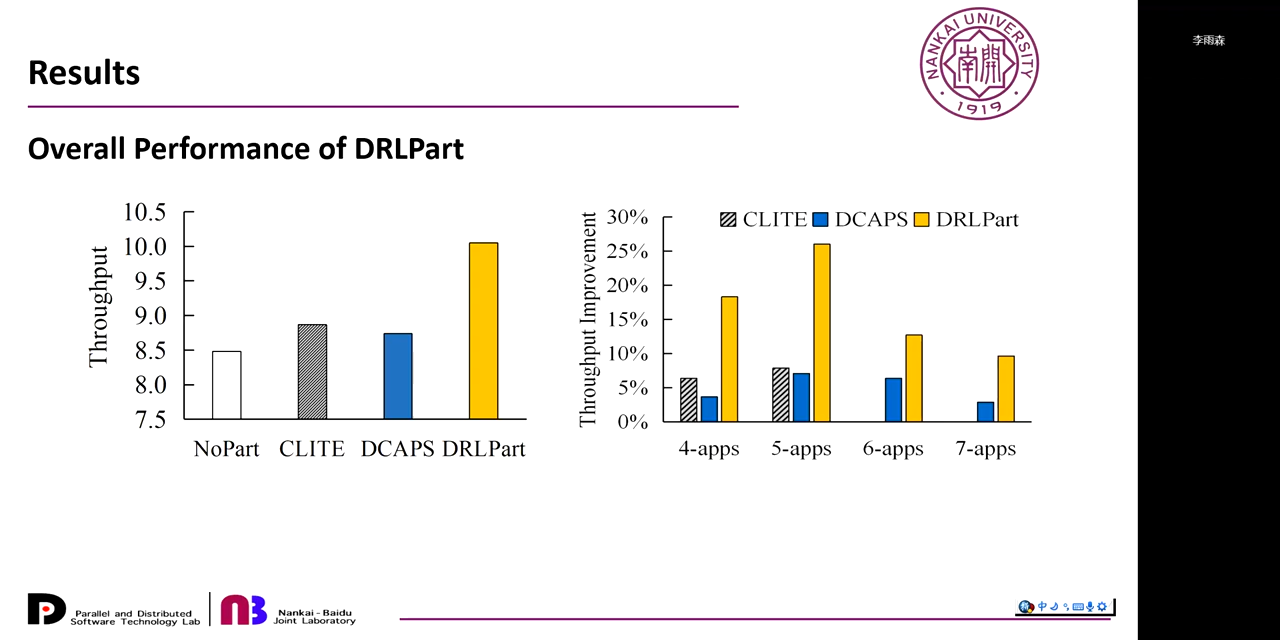 Results
NANKAI UNIVERSITY
南開
1919
李雨森
Overall Performance of DRLPart
Throughput
10.5
10.0
9.5
9.0
8.5
8.0
7.5
NoPart CLITE DCAPS DRLPart
Throughput Improvement
30%
25%
20%
15%
10%
5%
0%
CLITE DCAPS DRLPart
4-apps 5-apps 6-apps 7-apps
Parallel and Distributed
Software Technology Lab
Nankai-Baidu
Joint Laboratory
中